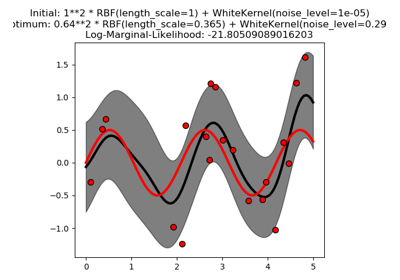 Initial: 1**2 * RBF(length_scale=1) + WhiteKernel(noise_level=1e-05)
ptimum: 0.64**2 * RBF(length_scale=0.365) + WhiteKernel(noise_level=0.29
Log-Marginal-Likelihood: -21.80509089016203
1.5
1.0
0.5
0.0
−0.5
−1.0
0 1 2 3 4 5